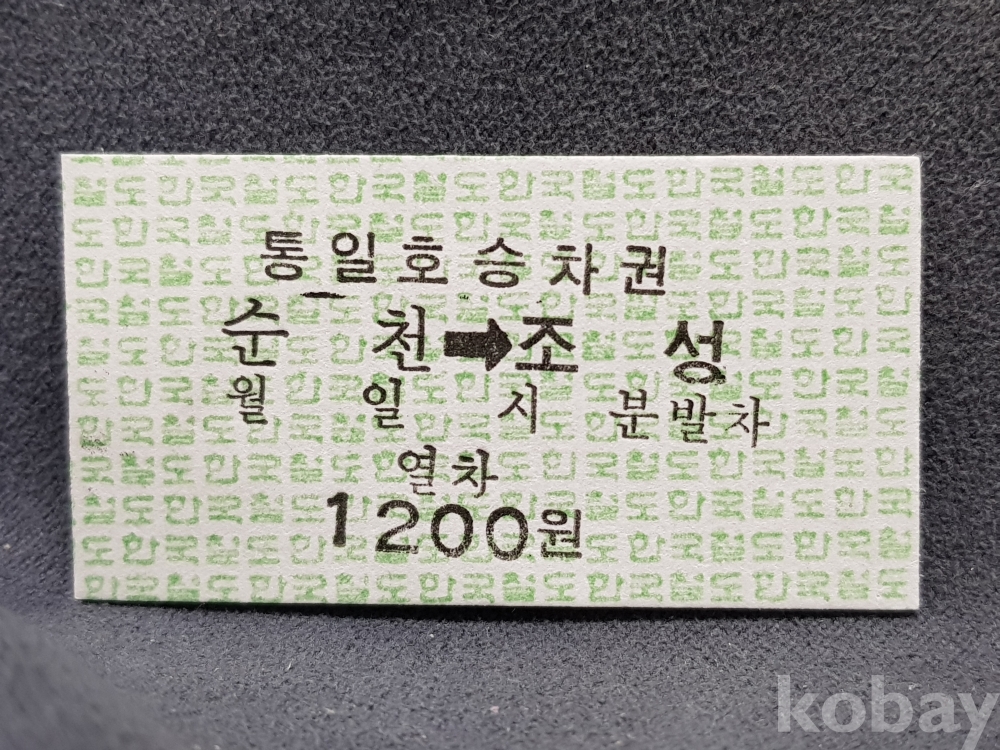 통일호승차권
순 천➡조 성
월 일 시 분발차
열차
1200원
kobay